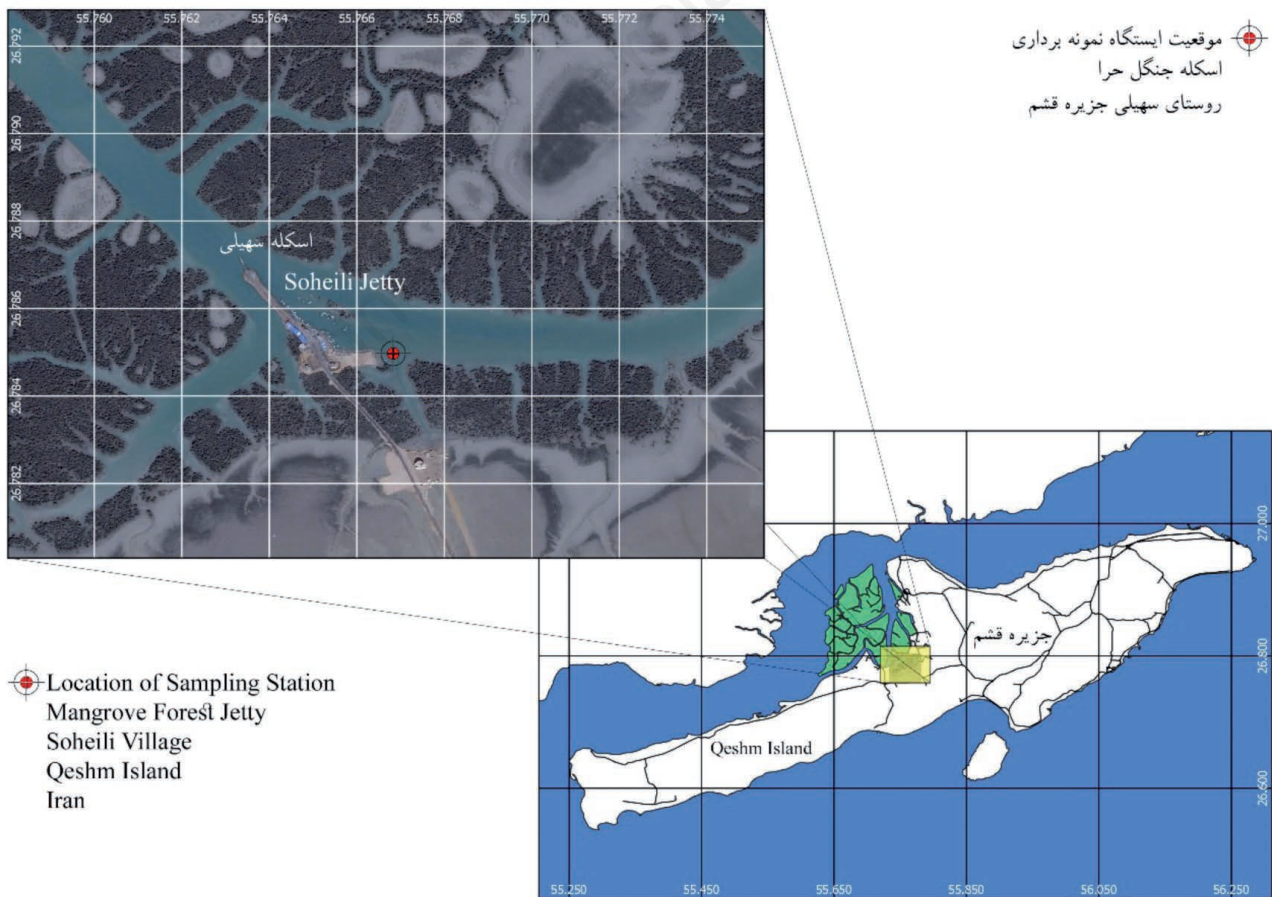 55.760 55.762 55.764 55.766 55.768 55.770 55.772 55.774
26.792
26.790
26.788
26.786
26.784
26.782
اسکله سهیلی
Soheili Jetty
موقعیت ایستگاه نمونه برداری
اسکله جنگل حرا
روستای سهیلی جزیره قشم
Location of Sampling Station
Mangrove Forest Jetty
Soheili Village
Qeshm Island
Iran
جزیره قشم
Qeshm Island
27.000
26.800
26.600
55.250 55.450 55.650 55.850 56.050 56.250